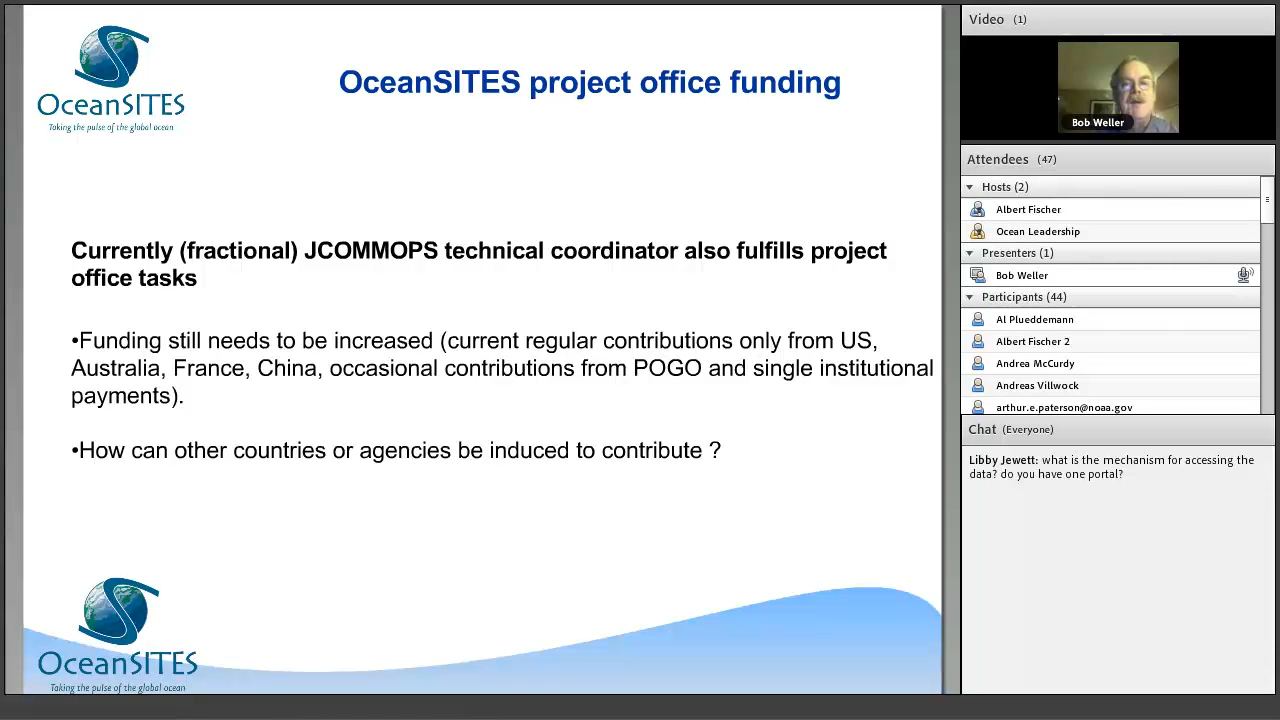 OceanSITES
Taking the pulse of the global ocean
OceanSITES project office funding
Currently (fractional) JCOMMOPS technical coordinator also fulfills project
office tasks
•Funding still needs to be increased (current regular contributions only from US,
Australia, France, China, occasional contributions from POGO and single institutional
payments).
•How can other countries or agencies be induced to contribute ?
OceanSITES
Taking the pulse of the global ocean
Video (1)
Bob Weller
Attendees (47)
Hosts (2)
Albert Fischer
Ocean Leadership
Presenters (1)
Bob Weller
Participants (44)
Al Plueddemann
Albert Fischer 2
Andrea McCurdy
Andreas Villwock
arthur.e.paterson@noaa.gov
Chat (Everyone)
Libby Jewett: what is the mechanism for accessing the
data? do you have one portal?